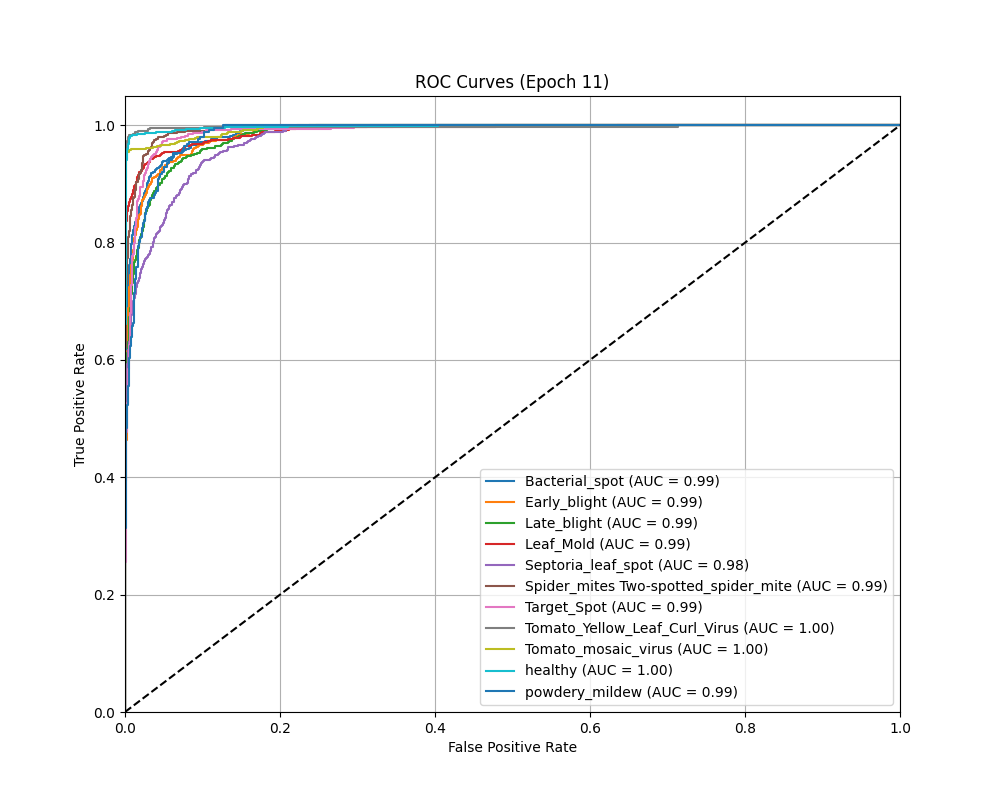 ROC Curves (Epoch 11)
1.0
0.8
0.6
0.4
0.2
0.0
True Positive Rate
Bacterial_spot (AUC = 0.99)
Early_blight (AUC = 0.99)
Late_blight (AUC = 0.99)
Leaf_Mold (AUC = 0.99)
Septoria_leaf_spot (AUC = 0.98)
Spider_mites Two-spotted_spider_mite (AUC = 0.99)
Target_Spot (AUC = 0.99)
Tomato_Yellow_Leaf_Curl_Virus (AUC = 1.00)
Tomato_mosaic_virus (AUC = 1.00)
healthy (AUC = 1.00)
powdery_mildew (AUC = 0.99)
0.0 0.2 0.4 0.6 0.8 1.0
False Positive Rate